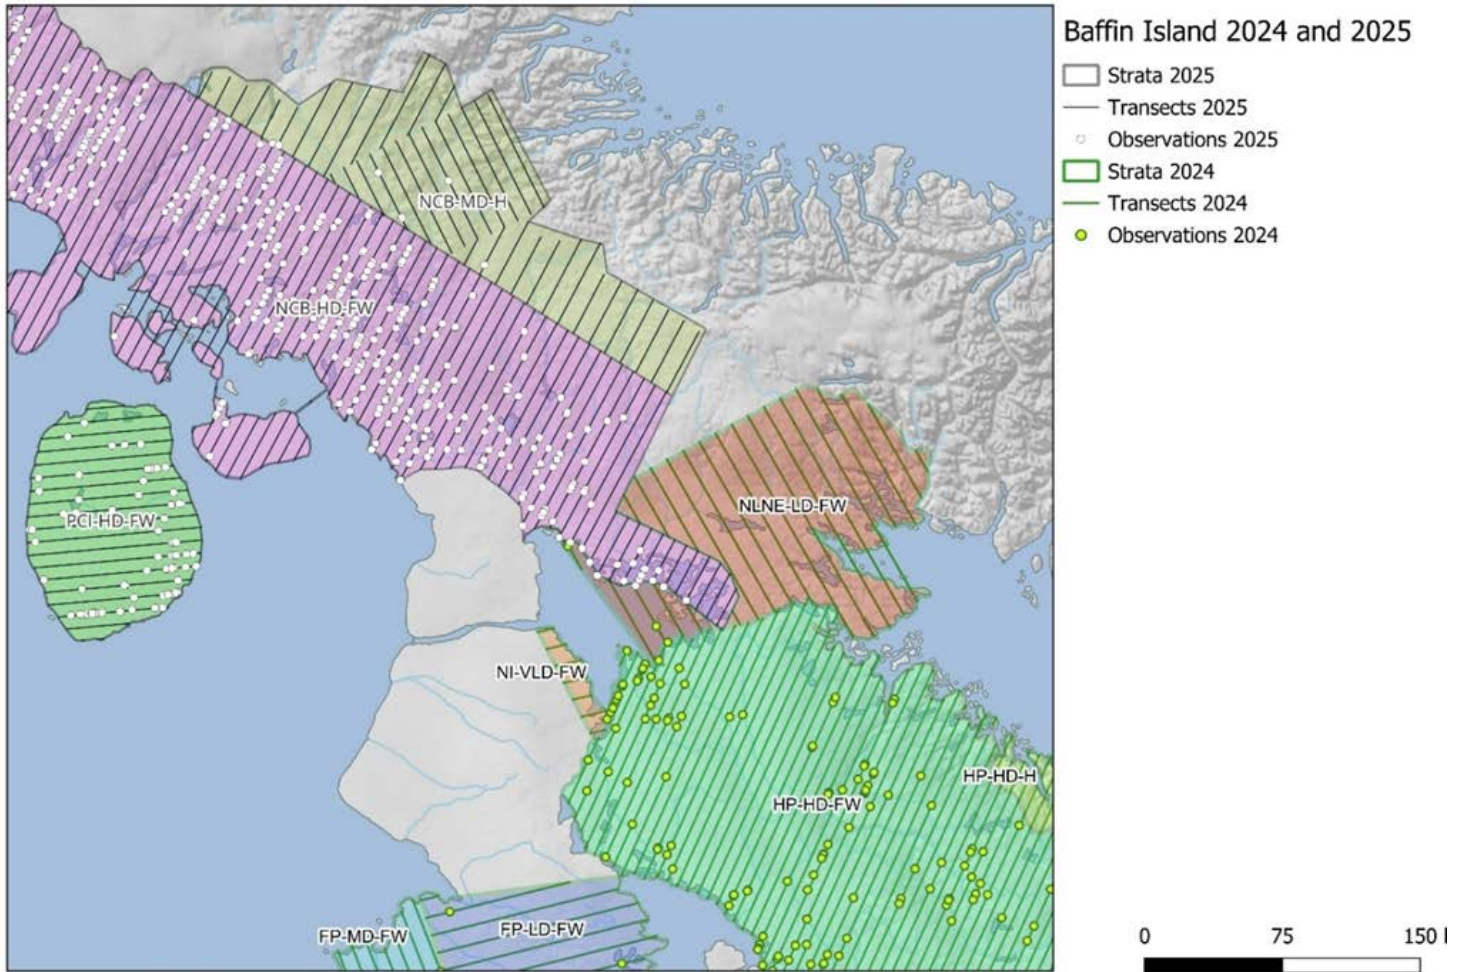 Baffin Island 2024 and 2025
Strata 2025
Transects 2025
Observations 2025
Strata 2024
Transects 2024
Observations 2024
NCB-MD-H
NCB-HD-FW
PCI-HD-FW
NLNE-LD-FW
NI-VLD-FW
HP-HD-H
HP-HD-FW
FP-MD-FW
FP-LD-FW
0 75 150